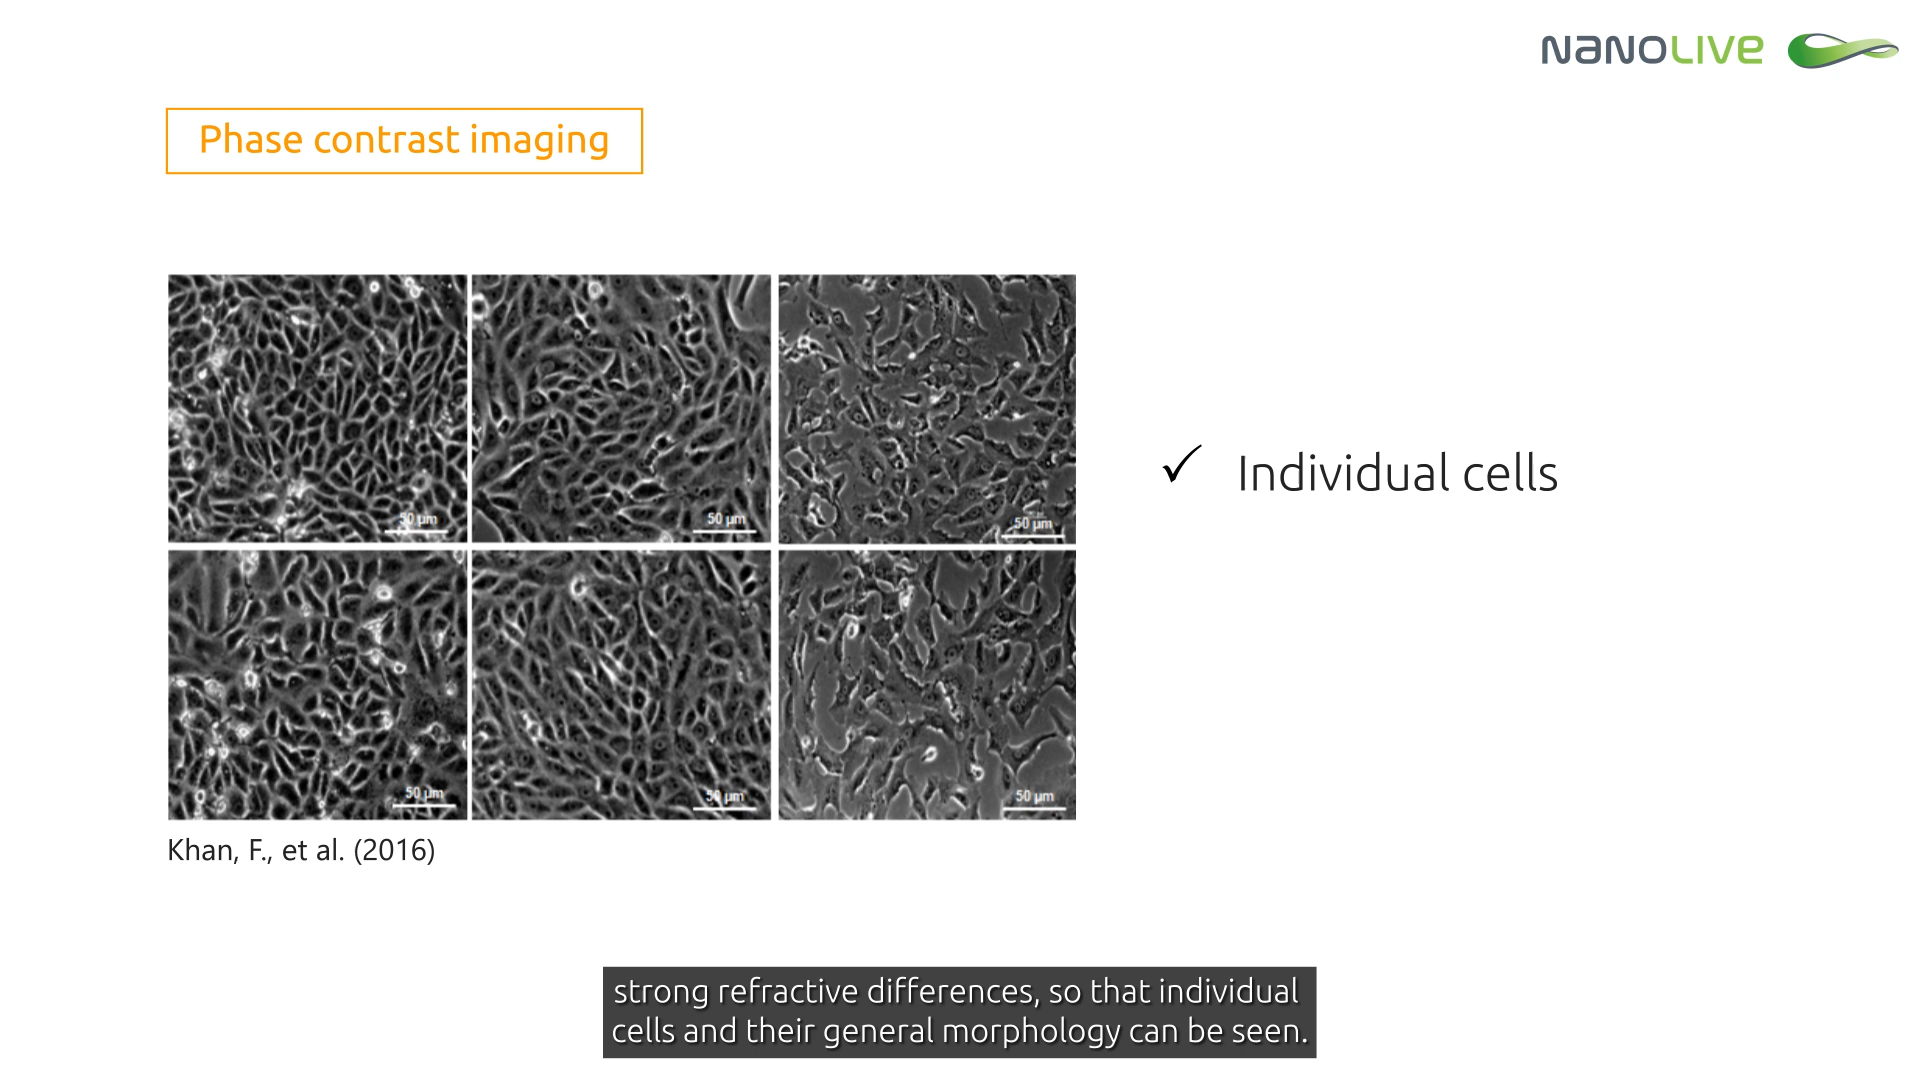 NANOLIVE
Phase contrast imaging
50 µm
50 µm
50 µm
50 µm
50 µm
50 µm
Khan, F., et al. (2016)
✓ Individual cells
strong refractive differences, so that individual
cells and their general morphology can be seen.